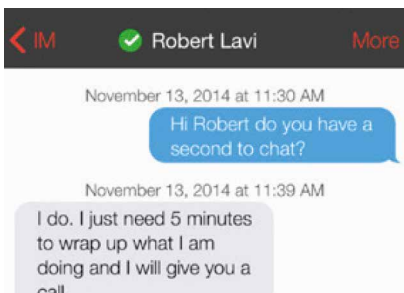 IM Robert Lavi More
November 13, 2014 at 11:30 AM
Hi Robert do you have a
second to chat?
November 13, 2014 at 11:39 AM
I do. I just need 5 minutes
to wrap up what I am
doing and I will give you a
call